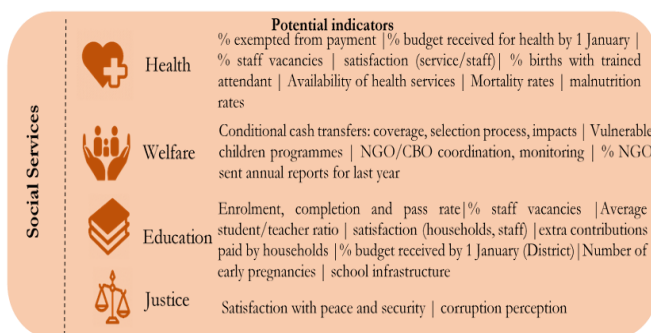 Potential indicators
Social Services
Health
% exempted from payment |% budget received for health by 1 January |
% staff vacancies | satisfaction (service/staff)| % births with trained
attendant | Availability of health services | Mortality rates | malnutrition
rates
Welfare
Conditional cash transfers: coverage, selection process, impacts | Vulnerable
children programmes | NGO/CBO coordination, monitoring | % NGO
sent annual reports for last year
Education
Enrolment, completion and pass rate|% staff vacancies |Average
student/teacher ratio | satisfaction (households, staff) |extra contributions
paid by households |% budget received by 1 January (District)|Number of
early pregnancies | school infrastructure
Justice
Satisfaction with peace and security | corruption perception